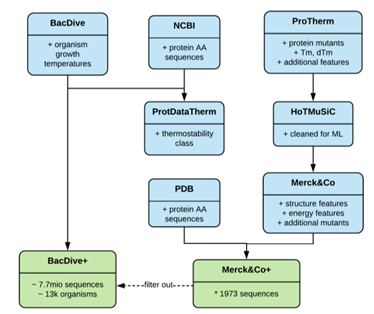 BacDive
+ organism
growth
temperatures
NCBI
+ protein AA
sequences
ProTherm
+ protein mutants
+ Tm, dTm
+ additional features
ProtDataTherm
+ thermostability
class
HoTMuSiC
+ cleaned for ML
PDB
+ protein AA
sequences
Merck&Co
+ structure features
+ energy features
+ additional mutants
BacDive+
~ 7.7mio sequences
~ 13k organisms
filter out
Merck&Co+
* 1973 sequences